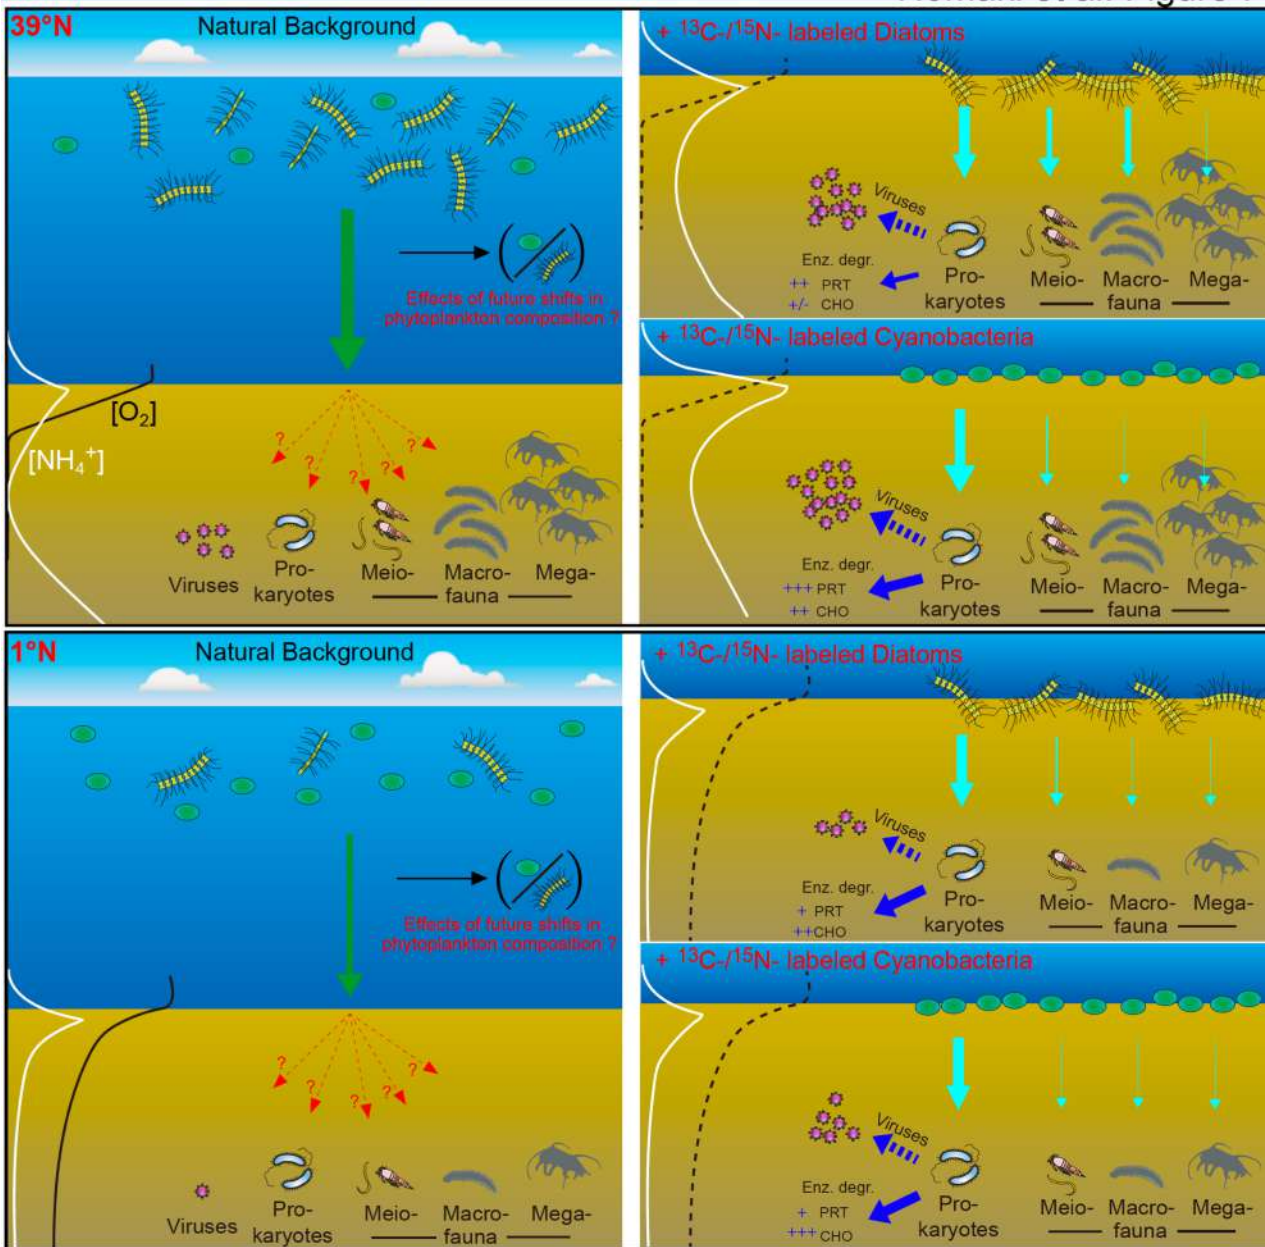 39°N
Natural Background
Effects of future shifts in
phytoplankton composition ?
[O2]
[NH4+]
? ? ? ? ?
Viruses
Pro-
karyotes
Meio- Macro- Mega-
fauna
+ 13C-/15N- labeled Diatoms
Viruses
Enz. degr.
++ PRT
+/- CHO
Pro-
karyotes
Meio- Macro- Mega-
fauna
+ 13C-/15N- labeled Cyanobacteria
Viruses
Enz. degr.
+++ PRT
++ CHO
Pro-
karyotes
Meio- Macro- Mega-
fauna
1°N
Natural Background
Effects of future shifts in
phytoplankton composition ?
? ? ? ? ?
Viruses
Pro-
karyotes
Meio- Macro- Mega-
fauna
+ 13C-/15N- labeled Diatoms
Viruses
Enz. degr.
+ PRT
++CHO
Pro-
karyotes
Meio- Macro- Mega-
fauna
+ 13C-/15N- labeled Cyanobacteria
Viruses
Enz. degr.
+ PRT
+++ CHO
Pro-
karyotes
Meio- Macro- Mega-
fauna